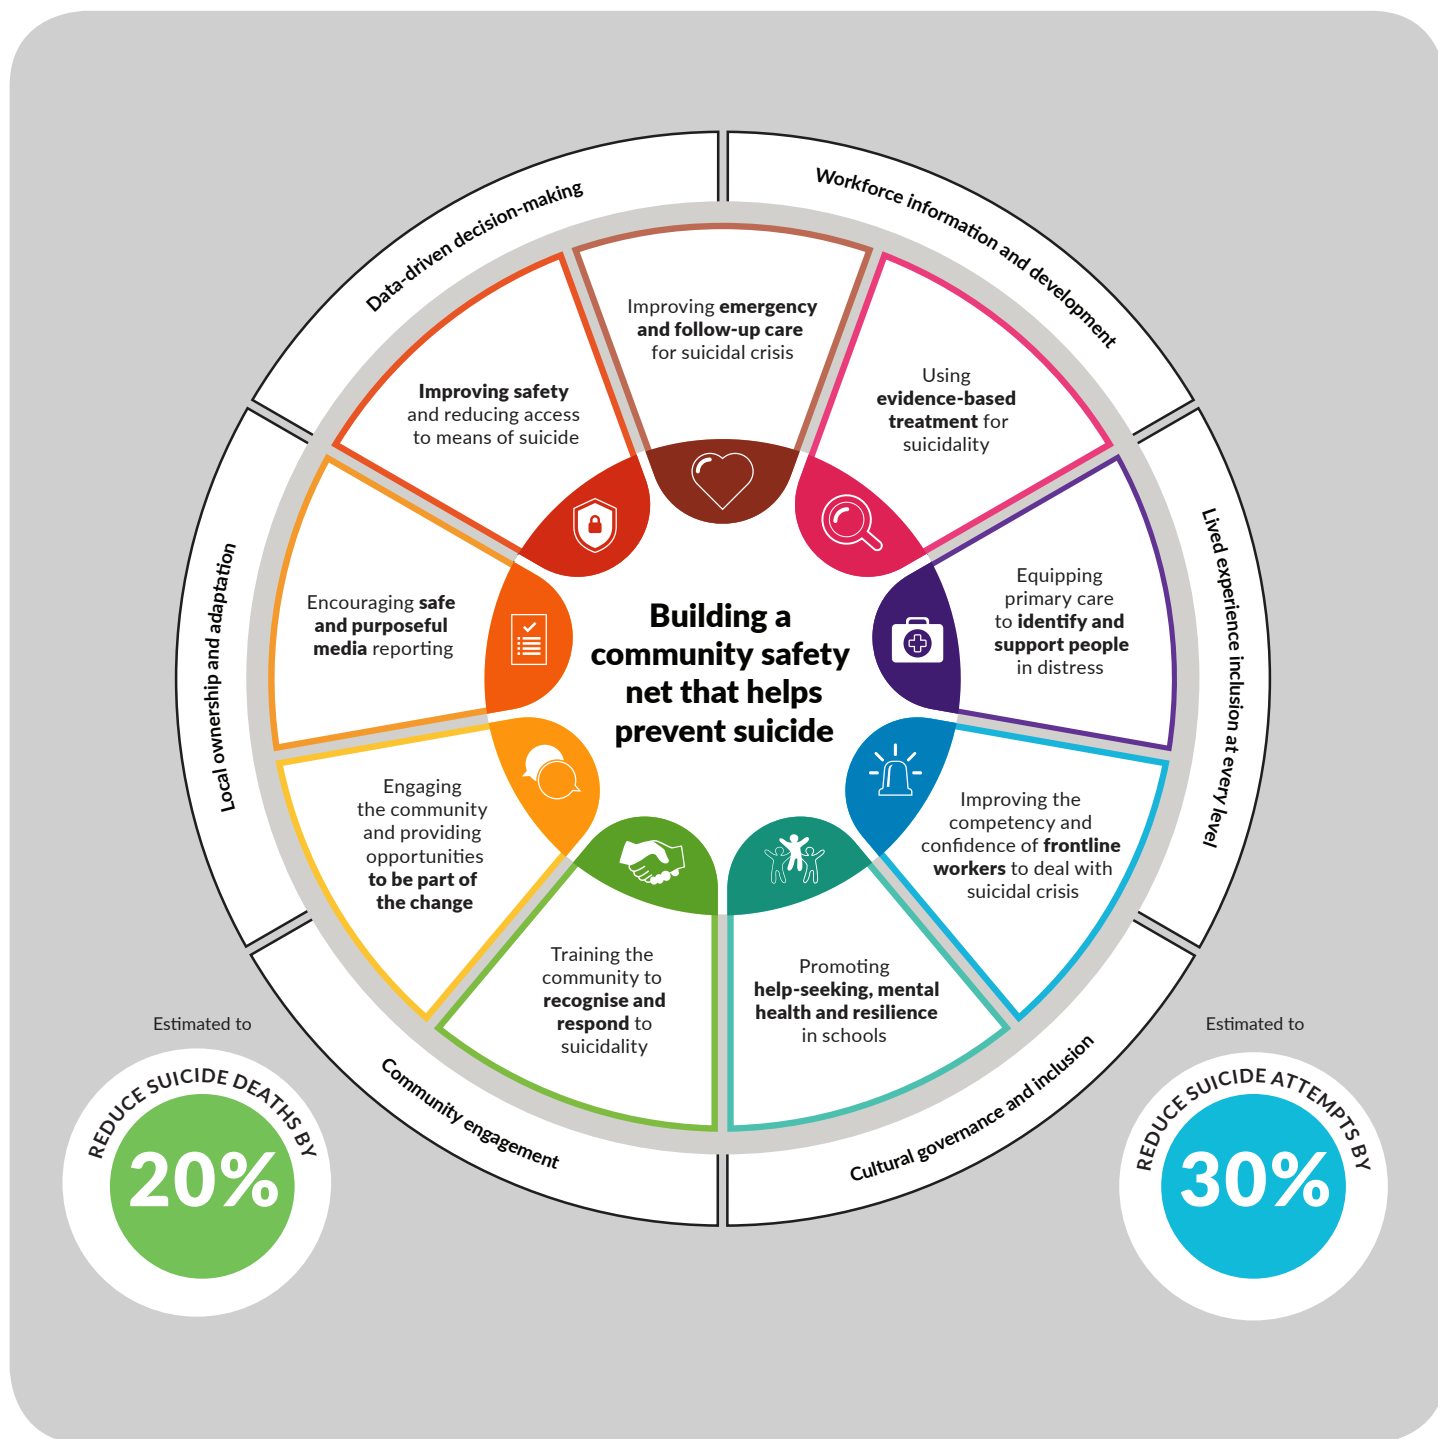 Data-driven decision-making
Workforce information and development
Lived experience inclusion at every level
Cultural governance and inclusion
Community engagement
Local ownership and adaptation
Improving emergency
and follow-up care
for suicidal crisis
Using
evidence-based
treatment for
suicidality
Equipping
primary care
to identify and
support people
in distress
Improving the
competency and
confidence of frontline
workers to deal with
suicidal crisis
Promoting
help-seeking, mental
health and resilience
in schools
Training the
community to
recognise and
respond to
suicidality
Engaging
the community
and providing
opportunities
to be part of
the change
Encouraging safe
and purposeful
media reporting
Improving safety
and reducing access
to means of suicide
Building a
community safety
net that helps
prevent suicide
Estimated to
REDUCE SUICIDE DEATHS BY
20%
Estimated to
REDUCE SUICIDE ATTEMPTS BY
30%